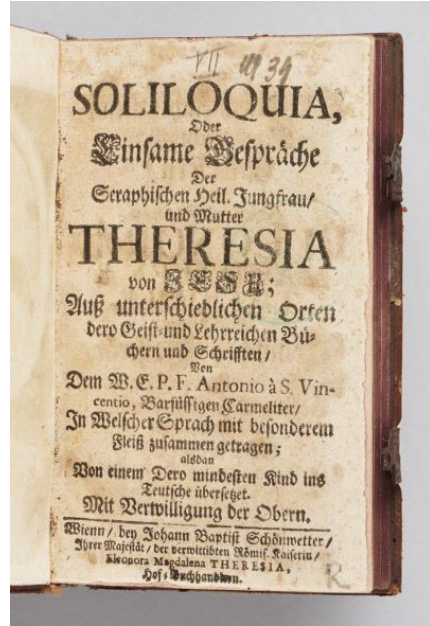 VII 39
SOLILOQUIA,
Oder
Einsame Gespräche
Der
Seraphischen Heil. Jungfrau/
und Mutter
THERESIA
von JESU;
Auß unterschiedlichen Orten
dero Geist-und Lehrreichen Bü-
chern und Schrifften/
Von
Dem W. E. P. F. Antonio à S. Vin-
centio, Barfüssigen Carmeliter/
In Welscher Sprach mit besonderem
Fleiß zusammen getragen;
alsdan
Von einem Dero mindesten Kind ins
Teutsche übersetzet.
Mit Verwilligung der Obern.
Wienn/ bey Johann Baptist Schönwetter/
Ihrer Majestät/ der verwittibten Römis. Kaiserin/
Eleonora Magdalena THERESIA,
Hof-Buchhandlern.
R